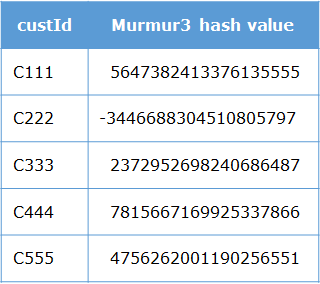 custId Murmur3 hash value
C111 5647382413376135555
C222 -3446688304510805797
C333 2372952698240686487
C444 7815667169925337866
C555 4756262001190256551